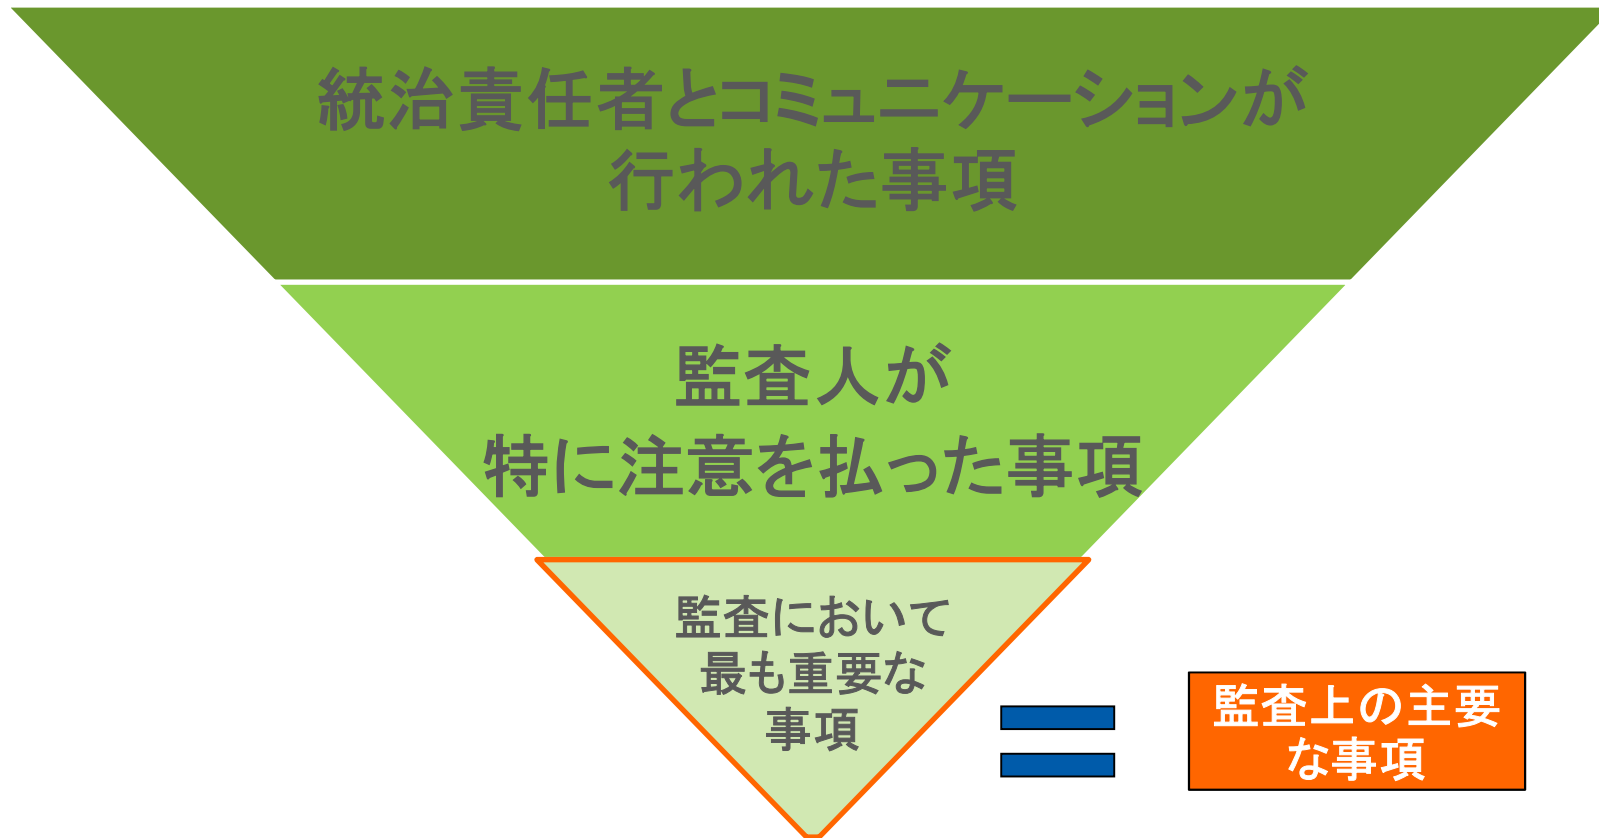 統治責任者とコミュニケーションが
行われた事項
監査人が
特に注意を払った事項
監査において
最も重要な
事項
監査上の主要
な事項